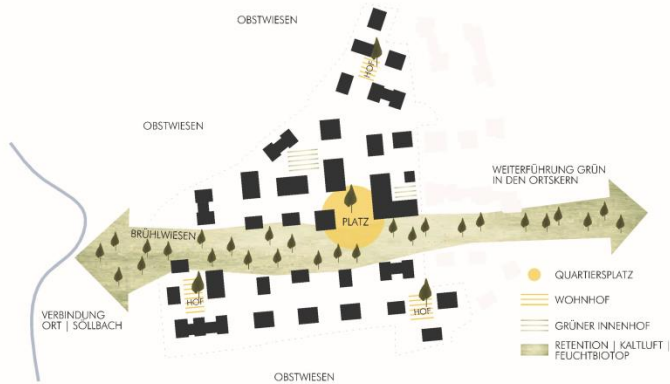 OBSTWIESEN
HOF
OBSTWIESEN
WEITERFÜHRUNG GRÜN
IN DEN ORTSKERN
PLATZ
BRÜHLWIESEN
QUARTIERSPLATZ
HOF
WOHNHOF
VERBINDUNG
ORT | SÖLLBACH
HOF
GRÜNER INNENHOF
RETENTION | KALTLUFT |
FEUCHTBIOTOP
OBSTWIESEN